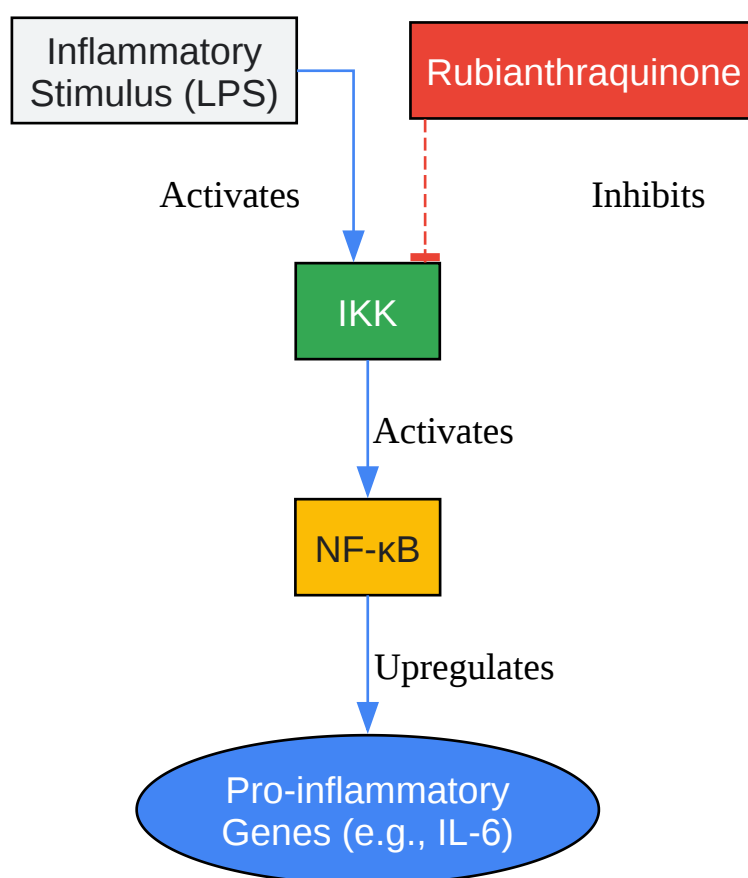 Inflammatory
Stimulus (LPS)
Rubianthraquinone
Activates
Inhibits
IKK
Activates
NF-κB
Upregulates
Pro-inflammatory
Genes (e.g., IL-6)